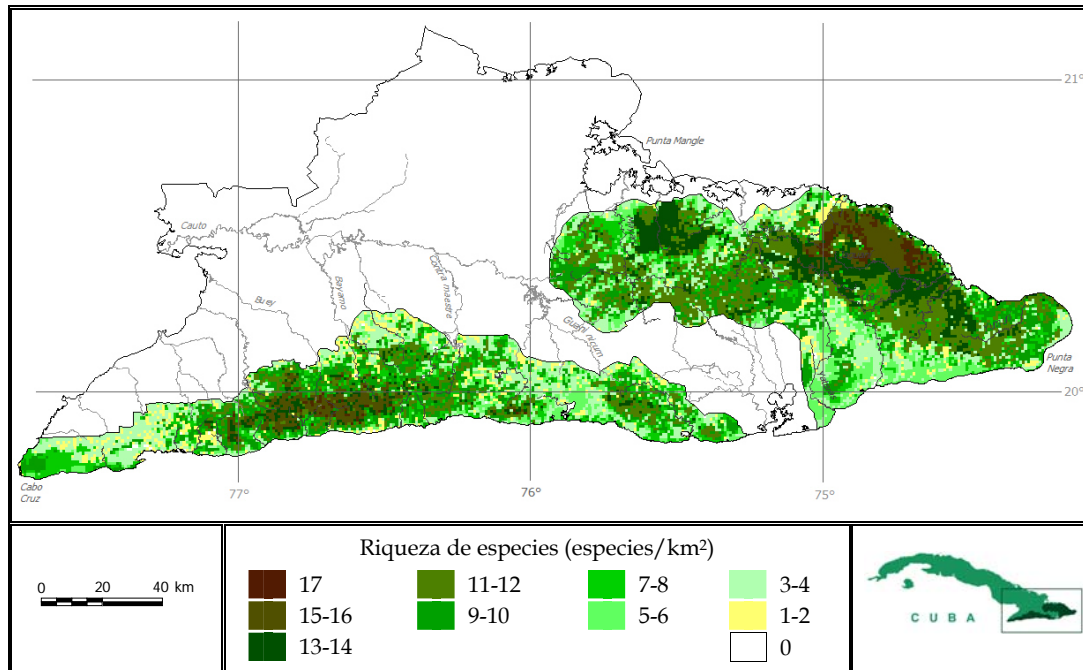 21°
Punta Mangle
Cauto
Contra maestre
Bayamo
Buey
Guaninicum
20°
Punta
Negra
Cabo
Cruz
77°
76°
75°
0 20 40 km
Riqueza de especies (especies/km²)
17
11-12
7-8
3-4
15-16
9-10
5-6
1-2
13-14
0
CUBA